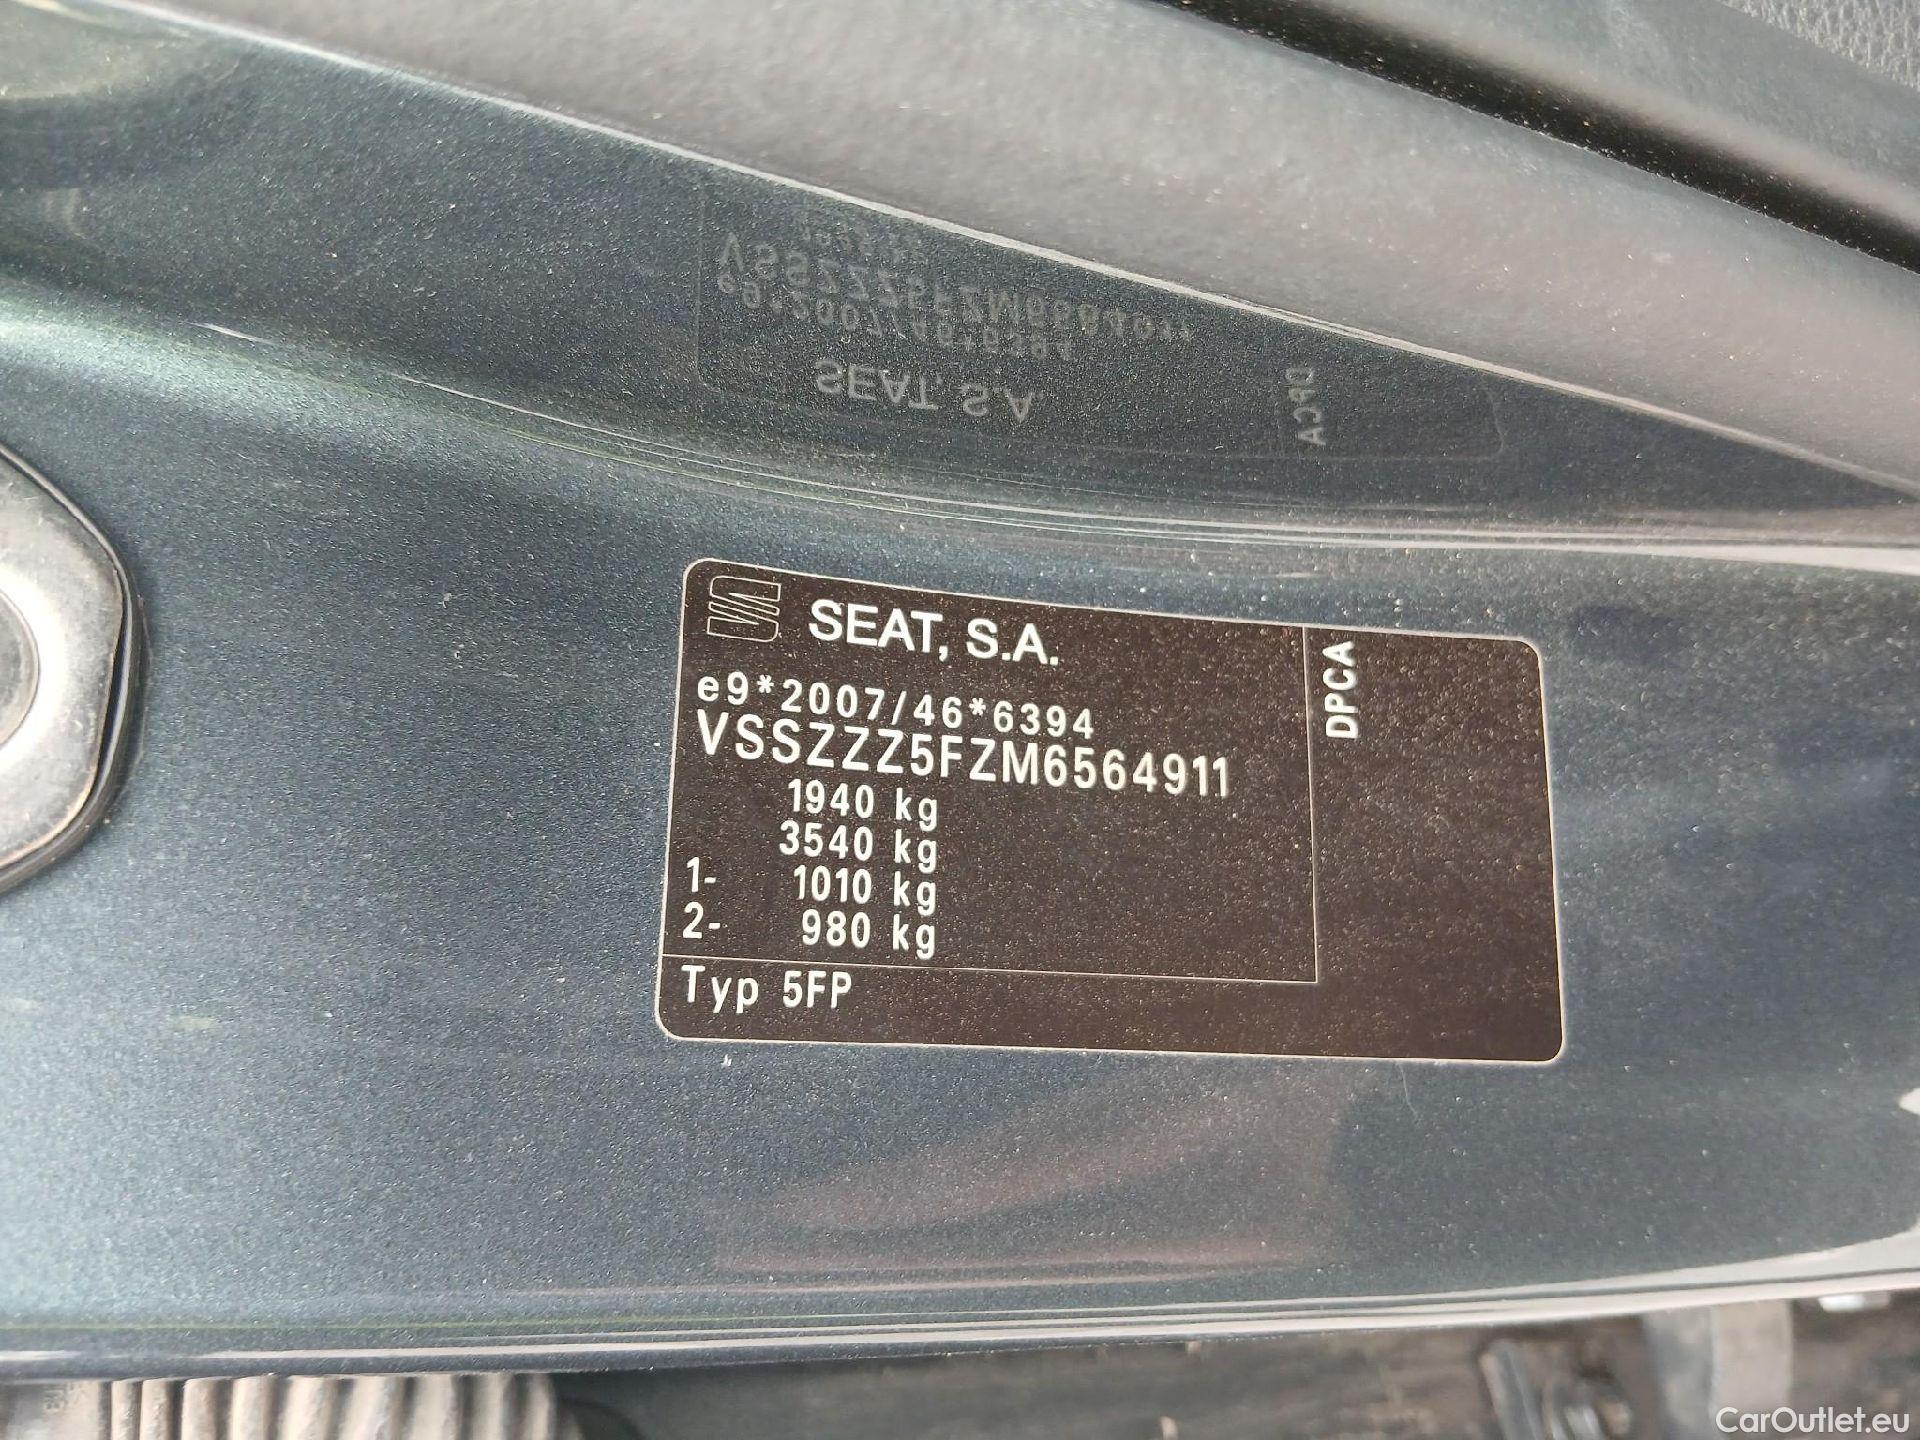 SEAT, S.A.
e9*2007/46*6394
VSSZZZ5FZM6564911
1940 kg
3540 kg
1- 1010 kg
2- 980 kg
Typ 5FP
DPCA
CarOutlet.eu